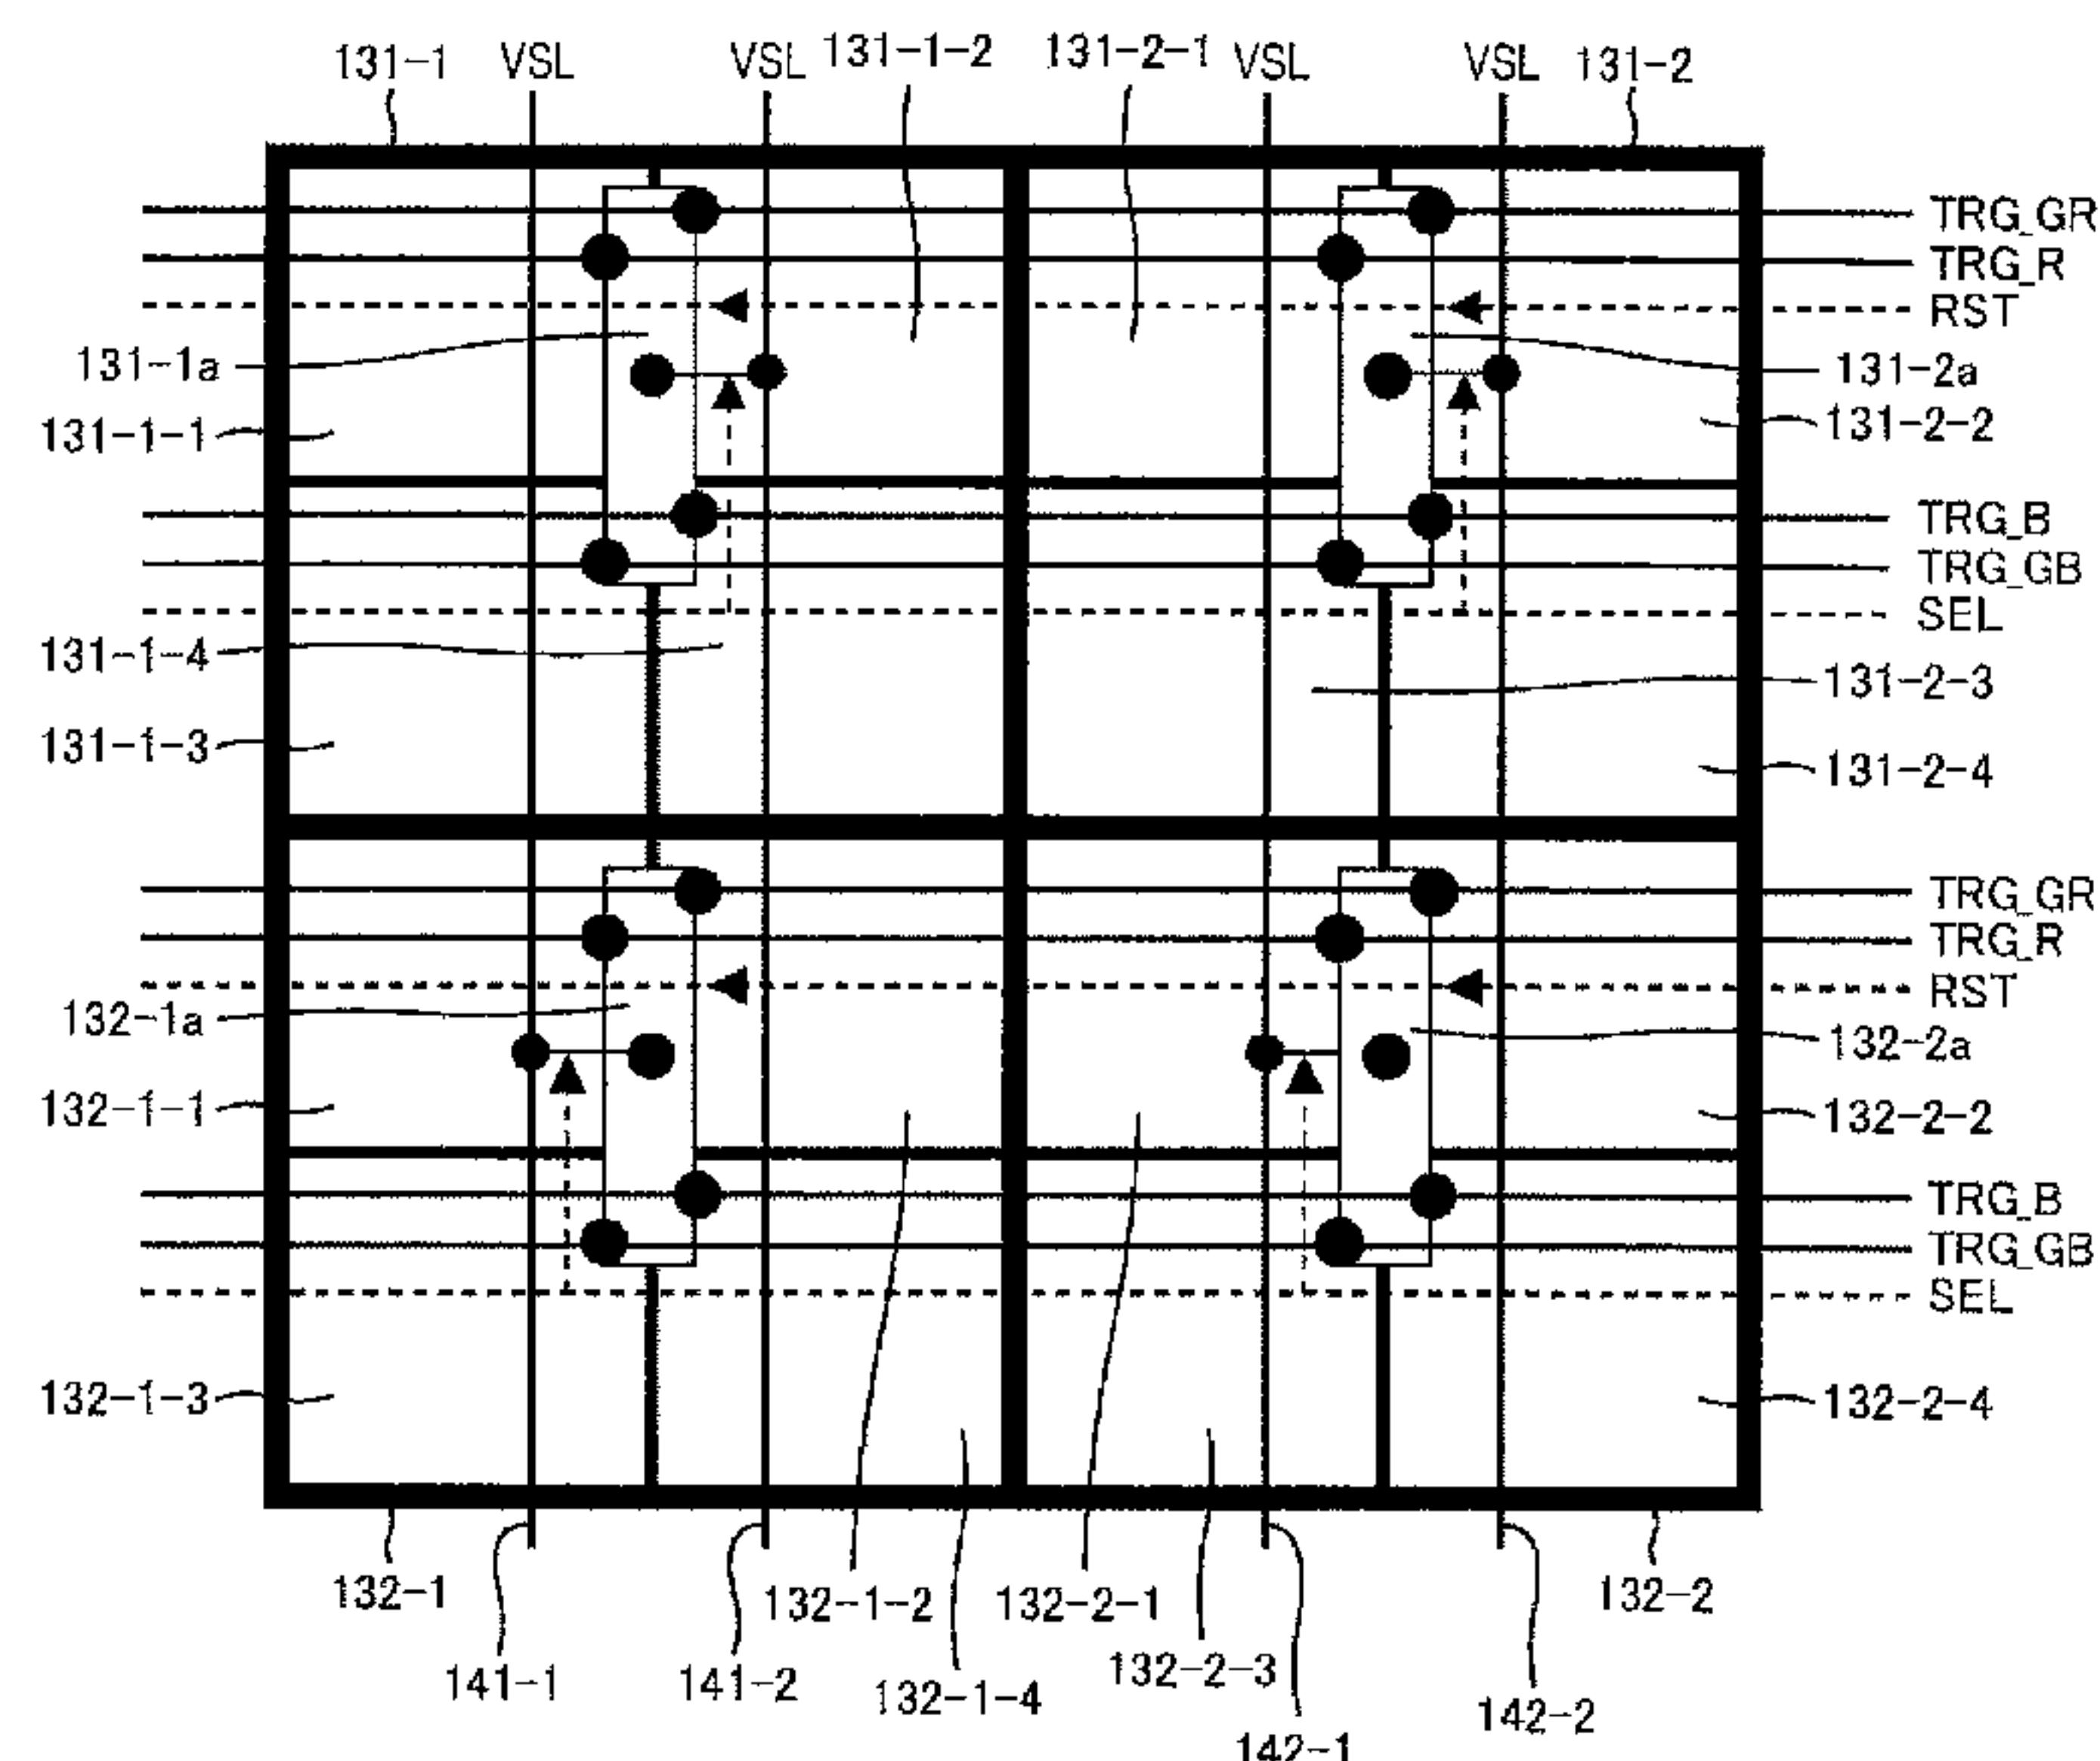 131-1 VSL VSL 131-1-2 131-2-1 VSL VSL 131-2
TRG_GR
TRG_R
RST
131-1a
131-2a
131-1-1
131-2-2
TRG_B
TRG_GB
SEL
131-1-4
131-2-3
131-1-3
131-2-4
TRG_GR
TRG_R
RST
132-1a
132-2a
132-1-1
132-2-2
TRG_B
TRG_GB
SEL
132-1-3
132-2-4
132-1
132-1-2
132-2-1
132-2
141-1
141-2
132-1-4
132-2-3
142-1
142-2